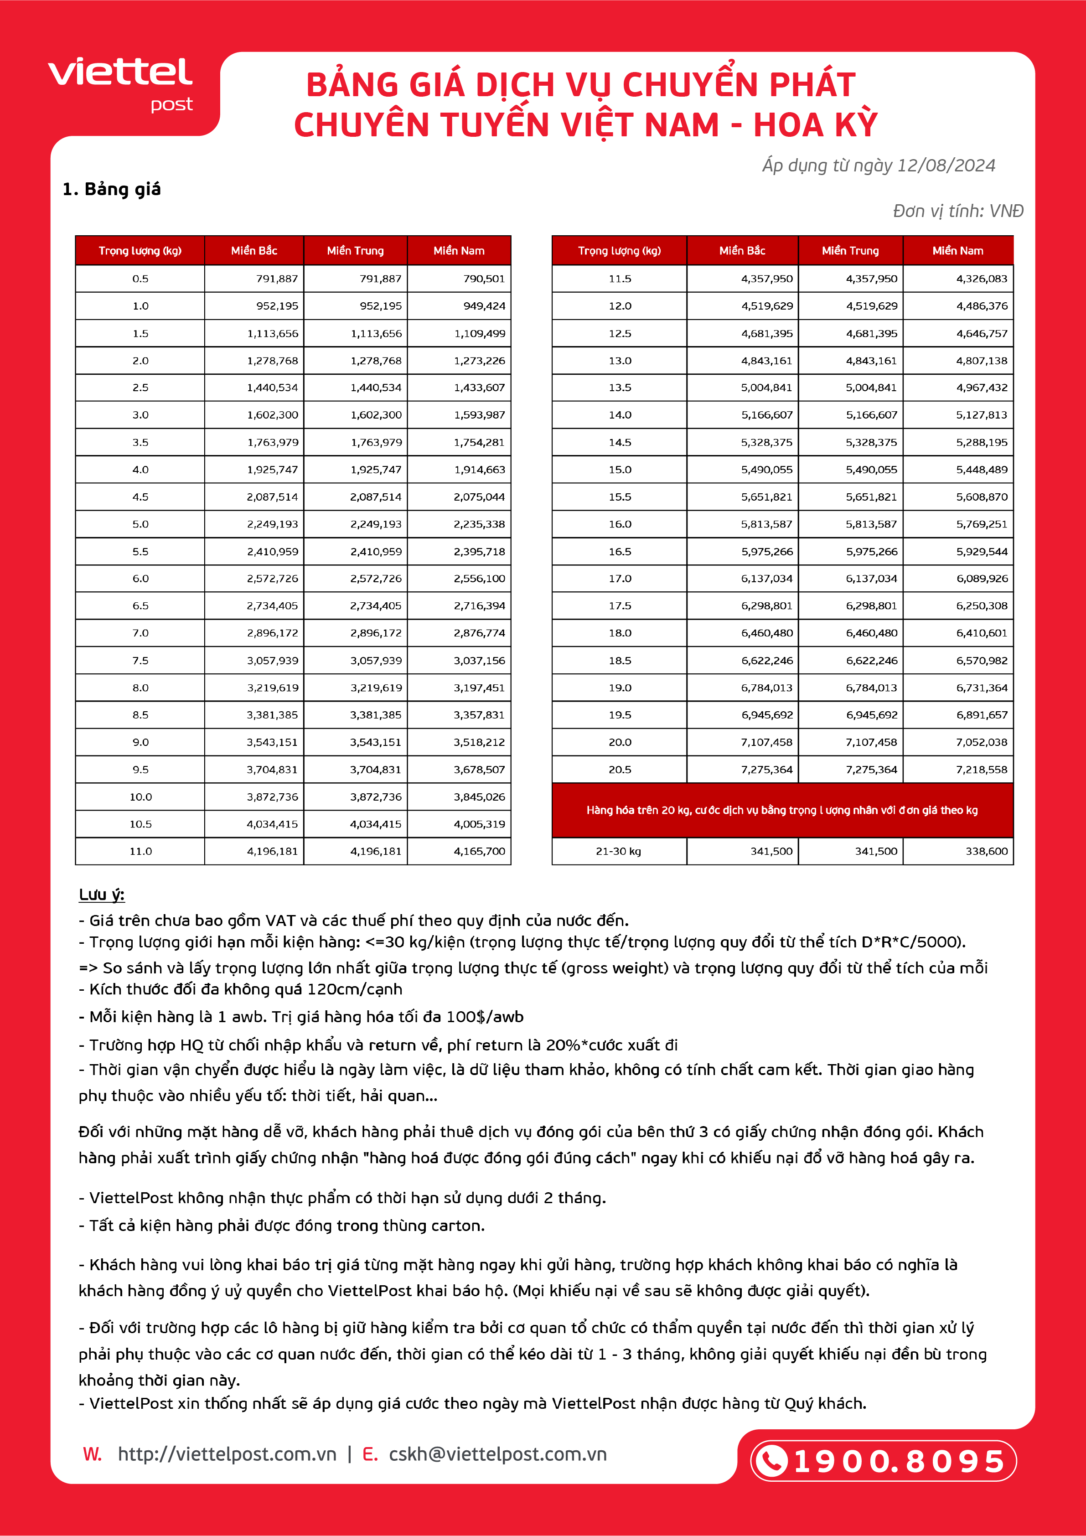 viettel
post
BẢNG GIÁ DỊCH VỤ CHUYỂN PHÁT
CHUYÊN TUYẾN VIỆT NAM - HOA KỲ
Áp dụng từ ngày 12/08/2024
1. Bảng giá
Đơn vị tính: VNĐ
Trọng lượng (kg) Miền Bắc Miền Trung Miền Nam
0.5 791,887 791,887 790,501
1.0 952,195 952,195 949,424
1.5 1,113,656 1,113,656 1,109,499
2.0 1,278,768 1,278,768 1,273,226
2.5 1,440,534 1,440,534 1,433,607
3.0 1,602,300 1,602,300 1,593,987
3.5 1,763,979 1,763,979 1,754,281
4.0 1,925,747 1,925,747 1,914,663
4.5 2,087,514 2,087,514 2,075,044
5.0 2,249,193 2,249,193 2,235,338
5.5 2,410,959 2,410,959 2,395,718
6.0 2,572,726 2,572,726 2,556,100
6.5 2,734,405 2,734,405 2,716,394
7.0 2,896,172 2,896,172 2,876,774
7.5 3,057,939 3,057,939 3,037,156
8.0 3,219,619 3,219,619 3,197,451
8.5 3,381,385 3,381,385 3,357,831
9.0 3,543,151 3,543,151 3,518,212
9.5 3,704,831 3,704,831 3,678,507
10.0 3,872,736 3,872,736 3,845,026
10.5 4,034,415 4,034,415 4,005,319
11.0 4,196,181 4,196,181 4,165,700
Trọng lượng (kg) Miền Bắc Miền Trung Miền Nam
11.5 4,357,950 4,357,950 4,326,083
12.0 4,519,629 4,519,629 4,486,376
12.5 4,681,395 4,681,395 4,646,757
13.0 4,843,161 4,843,161 4,807,138
13.5 5,004,841 5,004,841 4,967,432
14.0 5,166,607 5,166,607 5,127,813
14.5 5,328,375 5,328,375 5,288,195
15.0 5,490,055 5,490,055 5,448,489
15.5 5,651,821 5,651,821 5,608,870
16.0 5,813,587 5,813,587 5,769,251
16.5 5,975,266 5,975,266 5,929,544
17.0 6,137,034 6,137,034 6,089,926
17.5 6,298,801 6,298,801 6,250,308
18.0 6,460,480 6,460,480 6,410,601
18.5 6,622,246 6,622,246 6,570,982
19.0 6,784,013 6,784,013 6,731,364
19.5 6,945,692 6,945,692 6,891,657
20.0 7,107,458 7,107,458 7,052,038
20.5 7,275,364 7,275,364 7,218,558
Hàng hóa trên 20 kg, cước dịch vụ bằng trọng lượng nhân với đơn giá theo kg
21-30 kg 341,500 341,500 338,600
Lưu ý:
- Giá trên chưa bao gồm VAT và các thuế phí theo quy định của nước đến.
- Trọng lượng giới hạn mỗi kiện hàng: <=30 kg/kiện (trọng lượng thực tế/trọng lượng quy đổi từ thể tích D*R*C/5000).
=> So sánh và lấy trọng lượng lớn nhất giữa trọng lượng thực tế (gross weight) và trọng lượng quy đổi từ thể tích của mỗi
- Kích thước đối đa không quá 120cm/cạnh
- Mỗi kiện hàng là 1 awb. Trị giá hàng hóa tối đa 100$/awb
- Trường hợp HQ từ chối nhập khẩu và return về, phí return là 20%*cước xuất đi
- Thời gian vận chyển được hiểu là ngày làm việc, là dữ liệu tham khảo, không có tính chất cam kết. Thời gian giao hàng
phụ thuộc vào nhiều yếu tố: thời tiết, hải quan...
Đối với những mặt hàng dễ vỡ, khách hàng phải thuê dịch vụ đóng gói của bên thứ 3 có giấy chứng nhận đóng gói. Khách
hàng phải xuất trình giấy chứng nhận "hàng hoá được đóng gói đúng cách" ngay khi có khiếu nại đổ vỡ hàng hoá gây ra.
- ViettelPost không nhận thực phẩm có thời hạn sử dụng dưới 2 tháng.
- Tất cả kiện hàng phải được đóng trong thùng carton.
- Khách hàng vui lòng khai báo trị giá từng mặt hàng ngay khi gửi hàng, trường hợp khách không khai báo có nghĩa là
khách hàng đồng ý uỷ quyền cho ViettelPost khai báo hộ. (Mọi khiếu nại về sau sẽ không được giải quyết).
- Đối với trường hợp các lô hàng bị giữ hàng kiểm tra bởi cơ quan tổ chức có thẩm quyền tại nước đến thì thời gian xử lý
phải phụ thuộc vào các cơ quan nước đến, thời gian có thể kéo dài từ 1 - 3 tháng, không giải quyết khiếu nại đền bù trong
khoảng thời gian này.
- ViettelPost xin thống nhất sẽ áp dụng giá cước theo ngày mà ViettelPost nhận được hàng từ Quý khách.
W. http://viettelpost.com.vn | E. cskh@viettelpost.com.vn
1900.8095